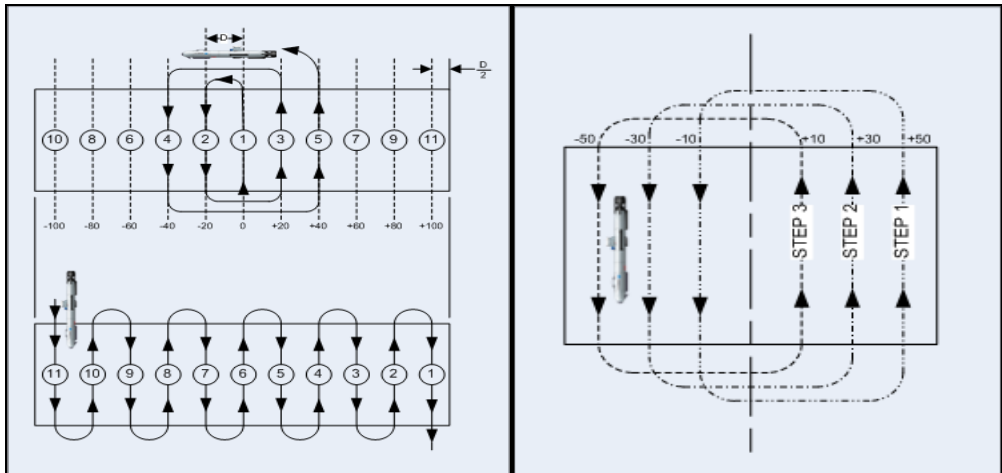 D
D
2
10 8 6 4 2 1 3 5 7 9 11
-100 -80 -60 -40 -20 0 +20 +40 +60 +80 +100
11 10 9 8 7 6 5 4 3 2 1
-50 -30 -10 +10 +30 +50
STEP 3
STEP 2
STEP 1